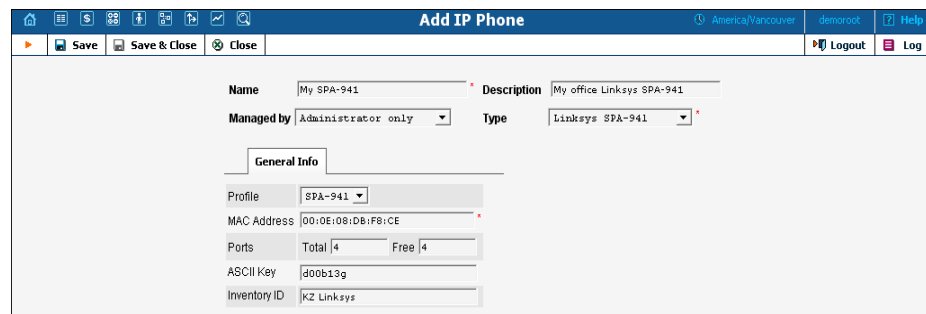 Add IP Phone America/Vancouver demoroot ? Help
Save Save & Close Close Logout Log
Name My SPA-941 * Description My office Linksys SPA-941
Managed by Administrator only Type Linksys SPA-941 *
General Info
Profile SPA-941
MAC Address 00:0E:08:DB:F8:CE *
Ports Total 4 Free 4
ASCII Key d00b13g
Inventory ID KZ Linksys